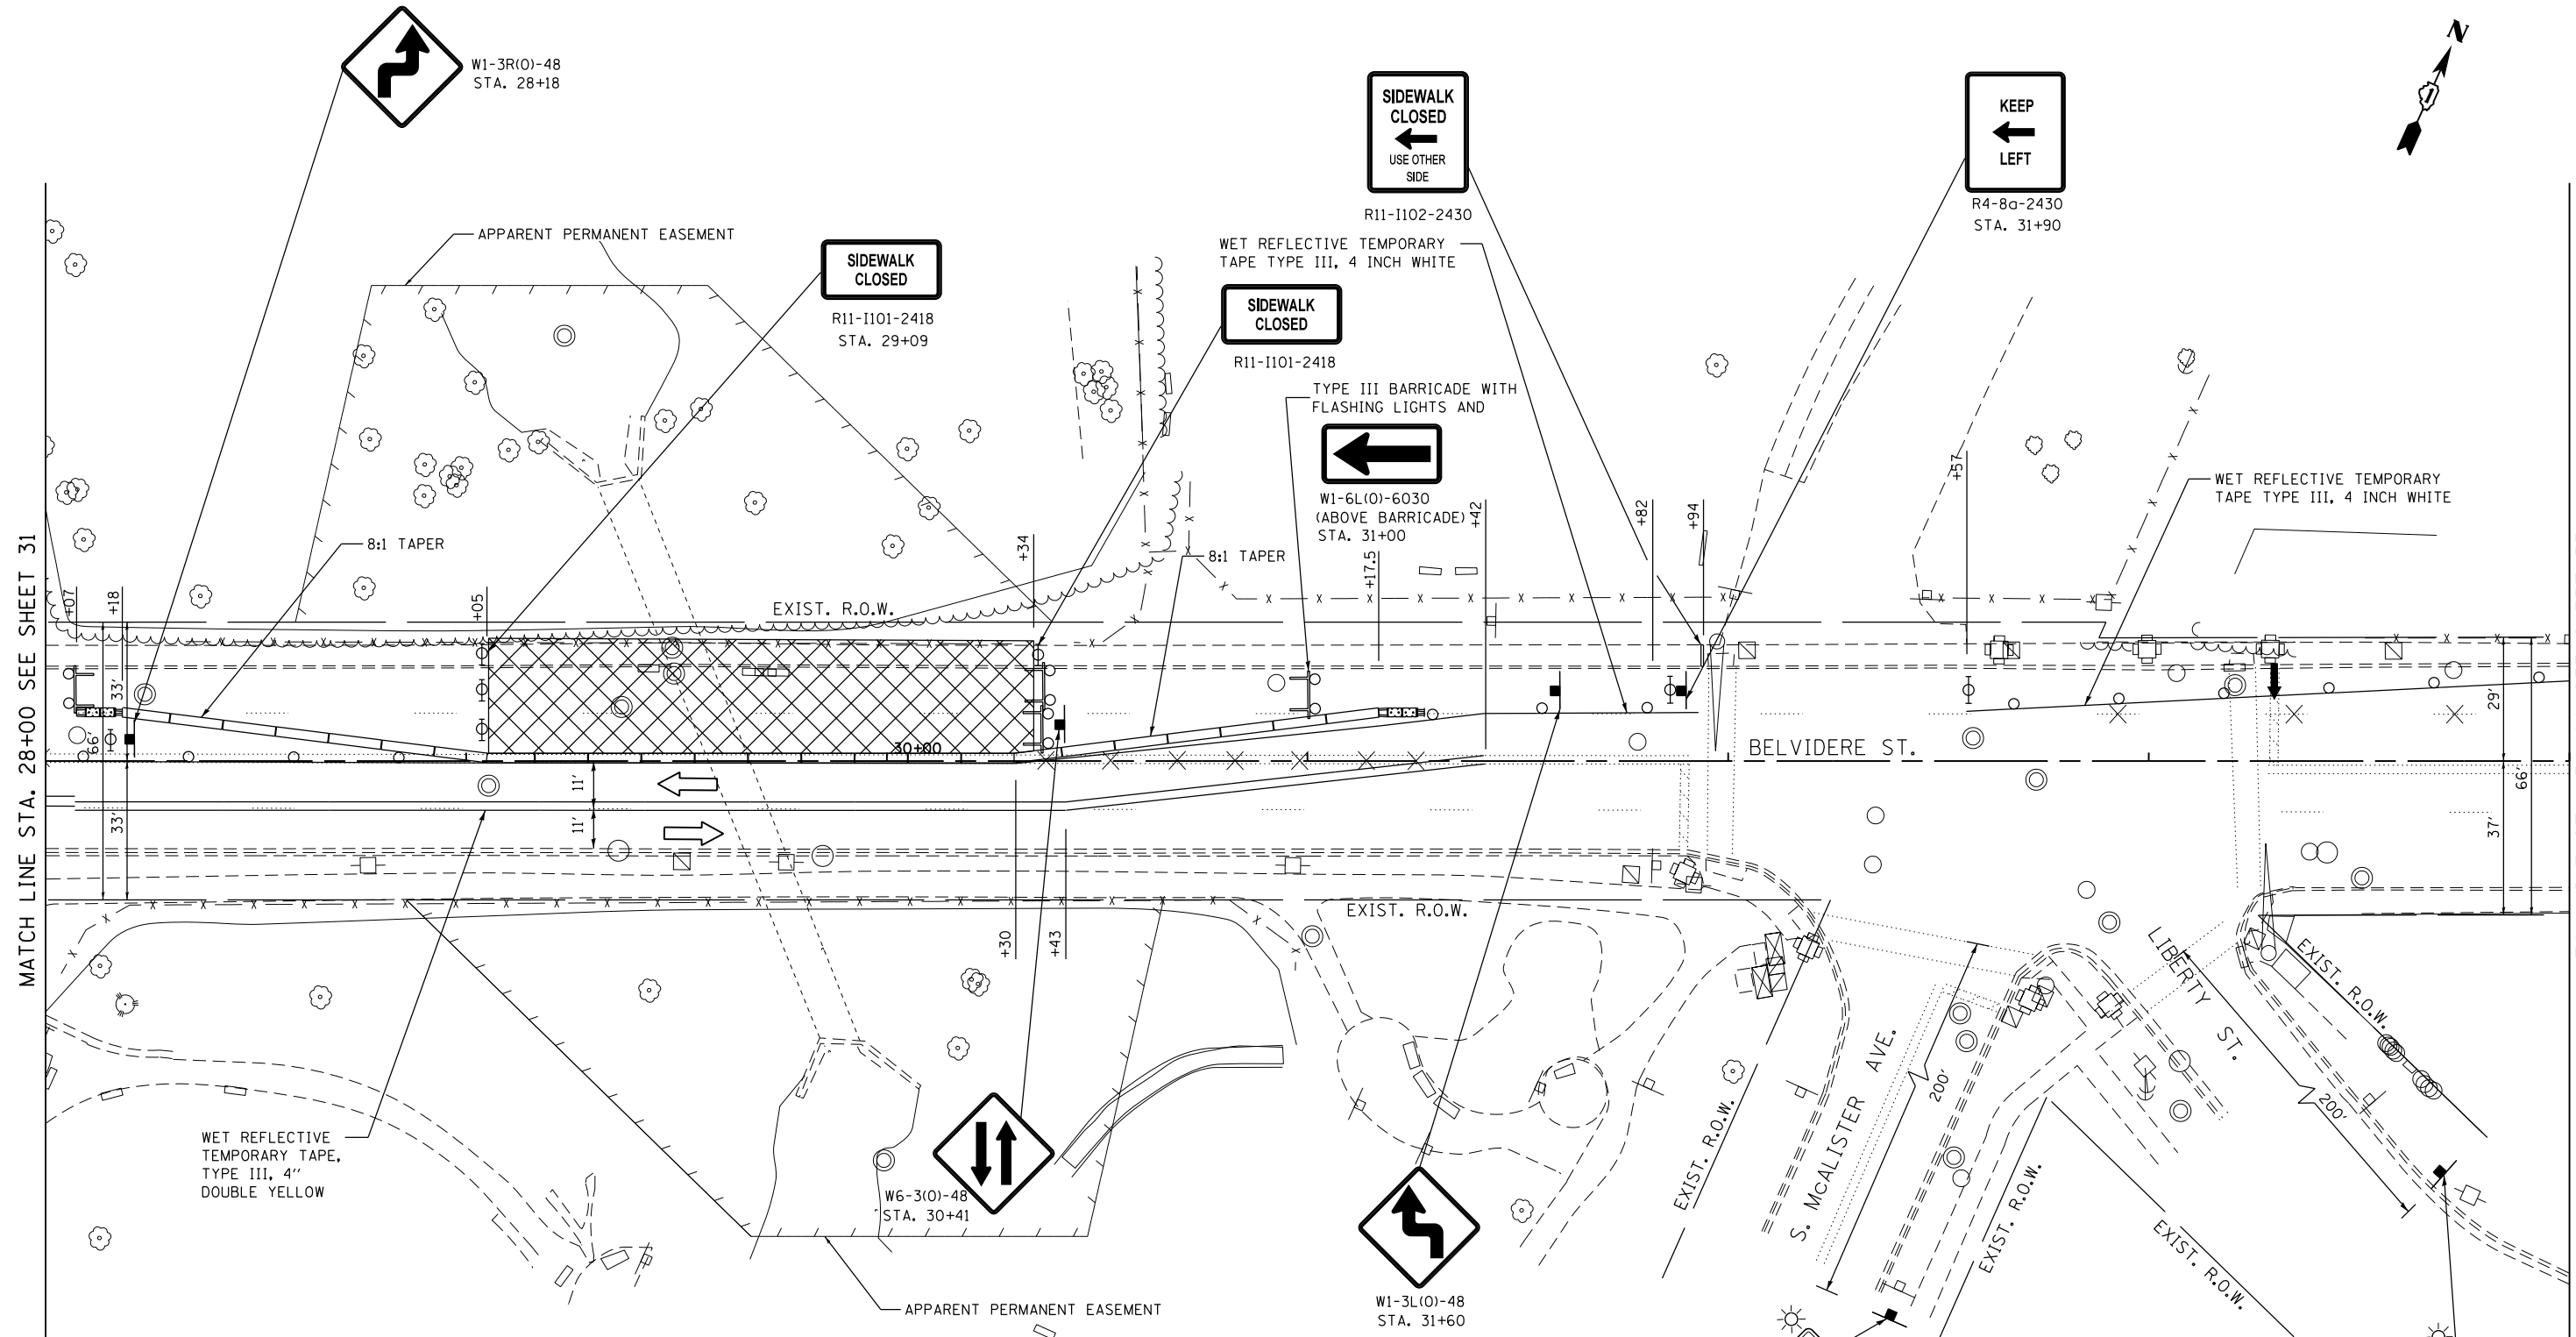 W1-3R(O)-48
STA. 28+18
N
1
SIDEWALK
CLOSED
USE OTHER
SIDE
R11-I102-2430
KEEP
LEFT
R4-8a-2430
STA. 31+90
APPARENT PERMANENT EASEMENT
SIDEWALK
CLOSED
R11-I101-2418
STA. 29+09
WET REFLECTIVE TEMPORARY
TAPE TYPE III, 4 INCH WHITE
SIDEWALK
CLOSED
R11-I101-2418
TYPE III BARRICADE WITH
FLASHING LIGHTS AND
W1-6L(O)-6030
(ABOVE BARRICADE)
STA. 31+00
WET REFLECTIVE TEMPORARY
TAPE TYPE III, 4 INCH WHITE
MATCH LINE STA. 28+00 SEE SHEET 31
8:1 TAPER
8:1 TAPER
+07
+18
+05
+34
+17.5
+42
+82
+94
+57
EXIST. R.O.W.
33'
66'
33'
30+00
BELVIDERE ST.
11'
11'
29'
66'
37'
+30
+43
EXIST. R.O.W.
LIBERTY ST.
EXIST. R.O.W.
S. McALISTER AVE.
200'
200'
EXIST. R.O.W.
EXIST. R.O.W.
EXIST. R.O.W.
WET REFLECTIVE
TEMPORARY TAPE,
TYPE III, 4''
DOUBLE YELLOW
W6-3(O)-48
STA. 30+41
APPARENT PERMANENT EASEMENT
W1-3L(O)-48
STA. 31+60